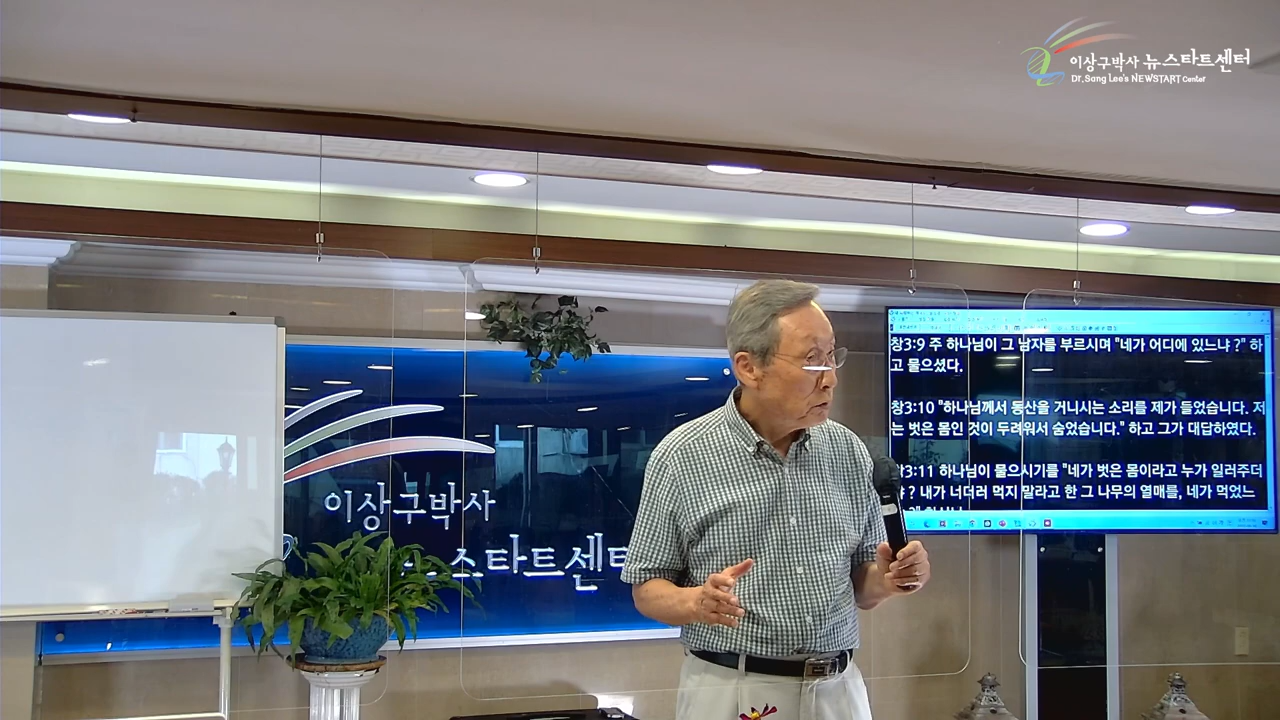 이상구박사 뉴스타트센터
Dr. Sang Lee's NEWSTART Center
이상구박사
스타트센터
창3:9 주 하나님이 그 남자를 부르시며 "네가 어디에 있느냐 ?" 하
고 물으셨다.
창3:10 "하나님께서 동산을 거니시는 소리를 제가 들었습니다. 저
는 벗은 몸인 것이 두려워서 숨었습니다." 하고 그가 대답하였다.
창3:11 하나님이 물으시기를 "네가 벗은 몸이라고 누가 일러주더
냐 ? 내가 너더러 먹지 말라고 한 그 나무의 열매를, 네가 먹었느